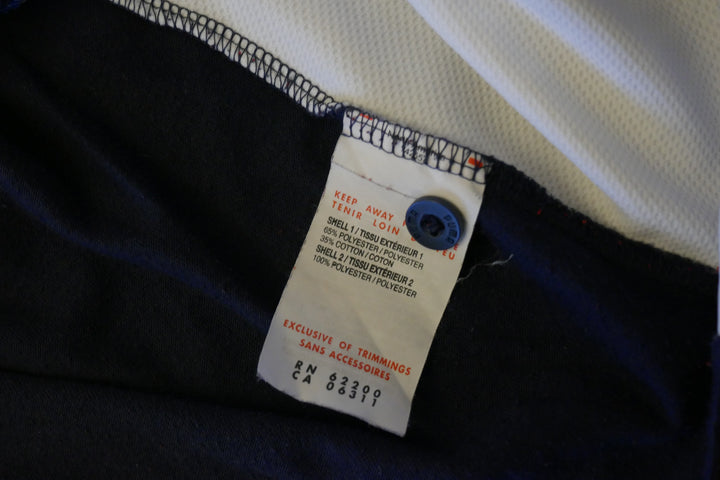 KEEP AWAY
TENIR LOIN
SHELL 1 / TISSU EXTÉRIEUR 1
65% POLYESTER / POLYESTER
35% COTTON / COTON
SHELL 2 / TISSU EXTÉRIEUR 2
100% POLYESTER / POLYESTER
EXCLUSIVE OF TRIMMINGS
SANS ACCESSOIRES
RN 62200
CA 06311